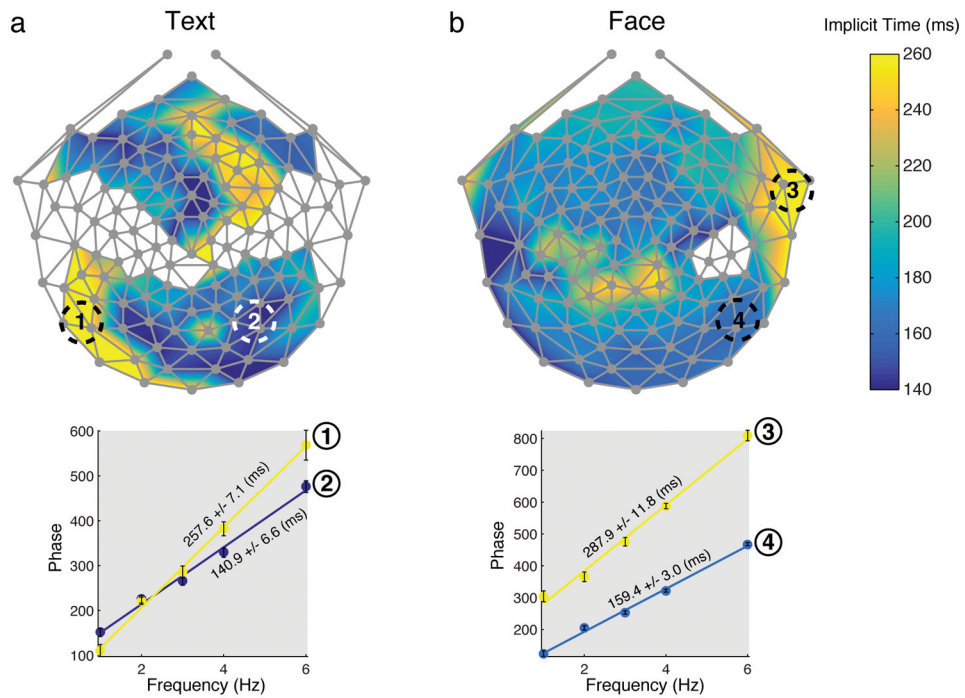 a Text
b Face
Implicit Time (ms)
260
240
220
200
180
160
140
1
2
3
4
600
500
400
300
200
100
Phase
257.6 +/- 7.1 (ms)
140.9 +/- 6.6 (ms)
1
2
2 4 6
Frequency (Hz)
800
700
600
500
400
300
200
Phase
287.9 +/- 11.8 (ms)
159.4 +/- 3.0 (ms)
3
4
2 4 6
Frequency (Hz)